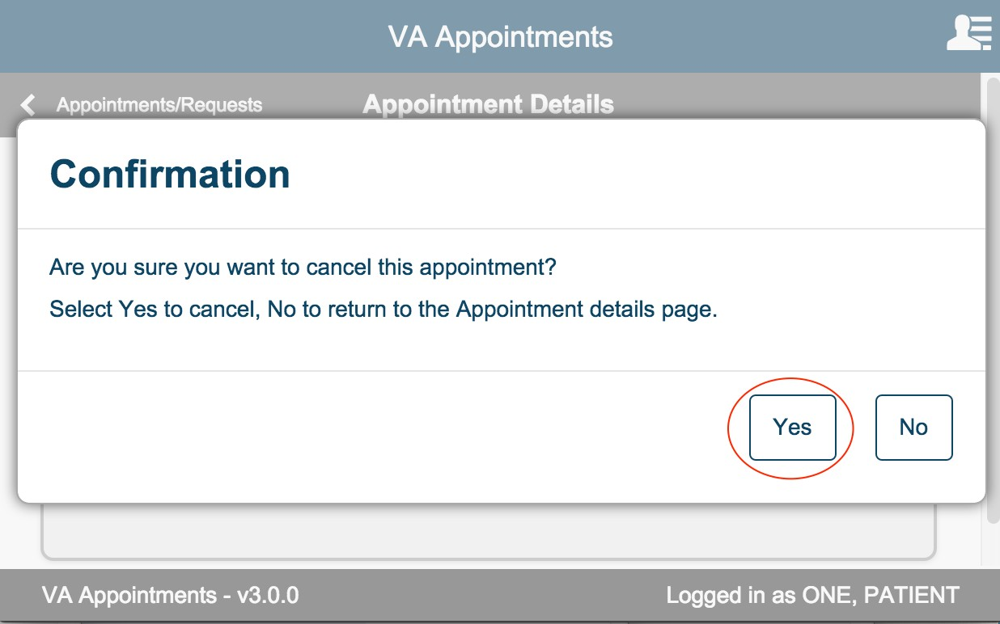 VA Appointments
Appointments/Requests
Appointment Details
Confirmation
Are you sure you want to cancel this appointment?
Select Yes to cancel, No to return to the Appointment details page.
Yes
No
VA Appointments - v3.0.0
Logged in as ONE, PATIENT